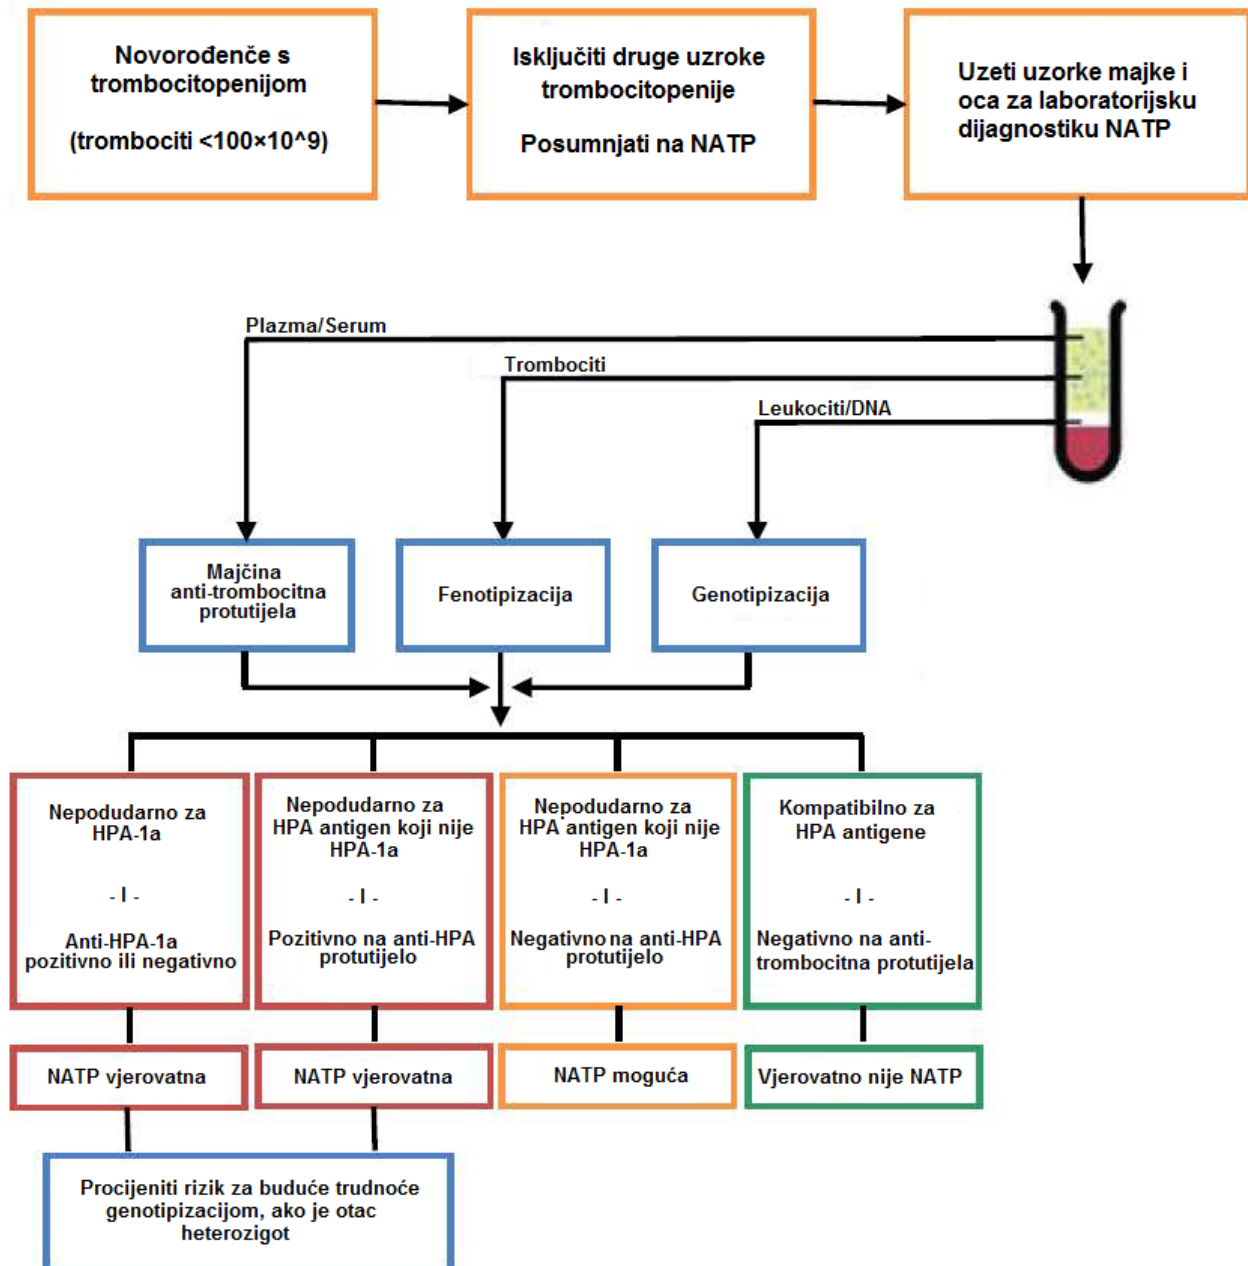 Novorođenče s
trombocitopenijom
(trombociti <100×10^9)
Isključiti druge uzroke
trombocitopenije
Posumnjati na NATP
Uzeti uzorke majke i
oca za laboratorijsku
dijagnostiku NATP
Plazma/Serum
Trombociti
Leukociti/DNA
Majčina
anti-trombocitna
protutijela
Fenotipizacija
Genotipizacija
Nepodudarno za
HPA-1a
- I -
Anti-HPA-1a
pozitivno ili negativno
Nepodudarno za
HPA antigen koji nije
HPA-1a
- I -
Pozitivno na anti-HPA
protutijelo
Nepodudarno za
HPA antigen koji nije
HPA-1a
- I -
Negativno na anti-HPA
protutijelo
Kompatibilno za
HPA antigene
- I -
Negativno na anti-
trombocitna protutijela
NATP vjerovatna
NATP vjerovatna
NATP moguća
Vjerovatno nije NATP
Procijeniti rizik za buduće trudnoće
genotipizacijom, ako je otac
heterozigot